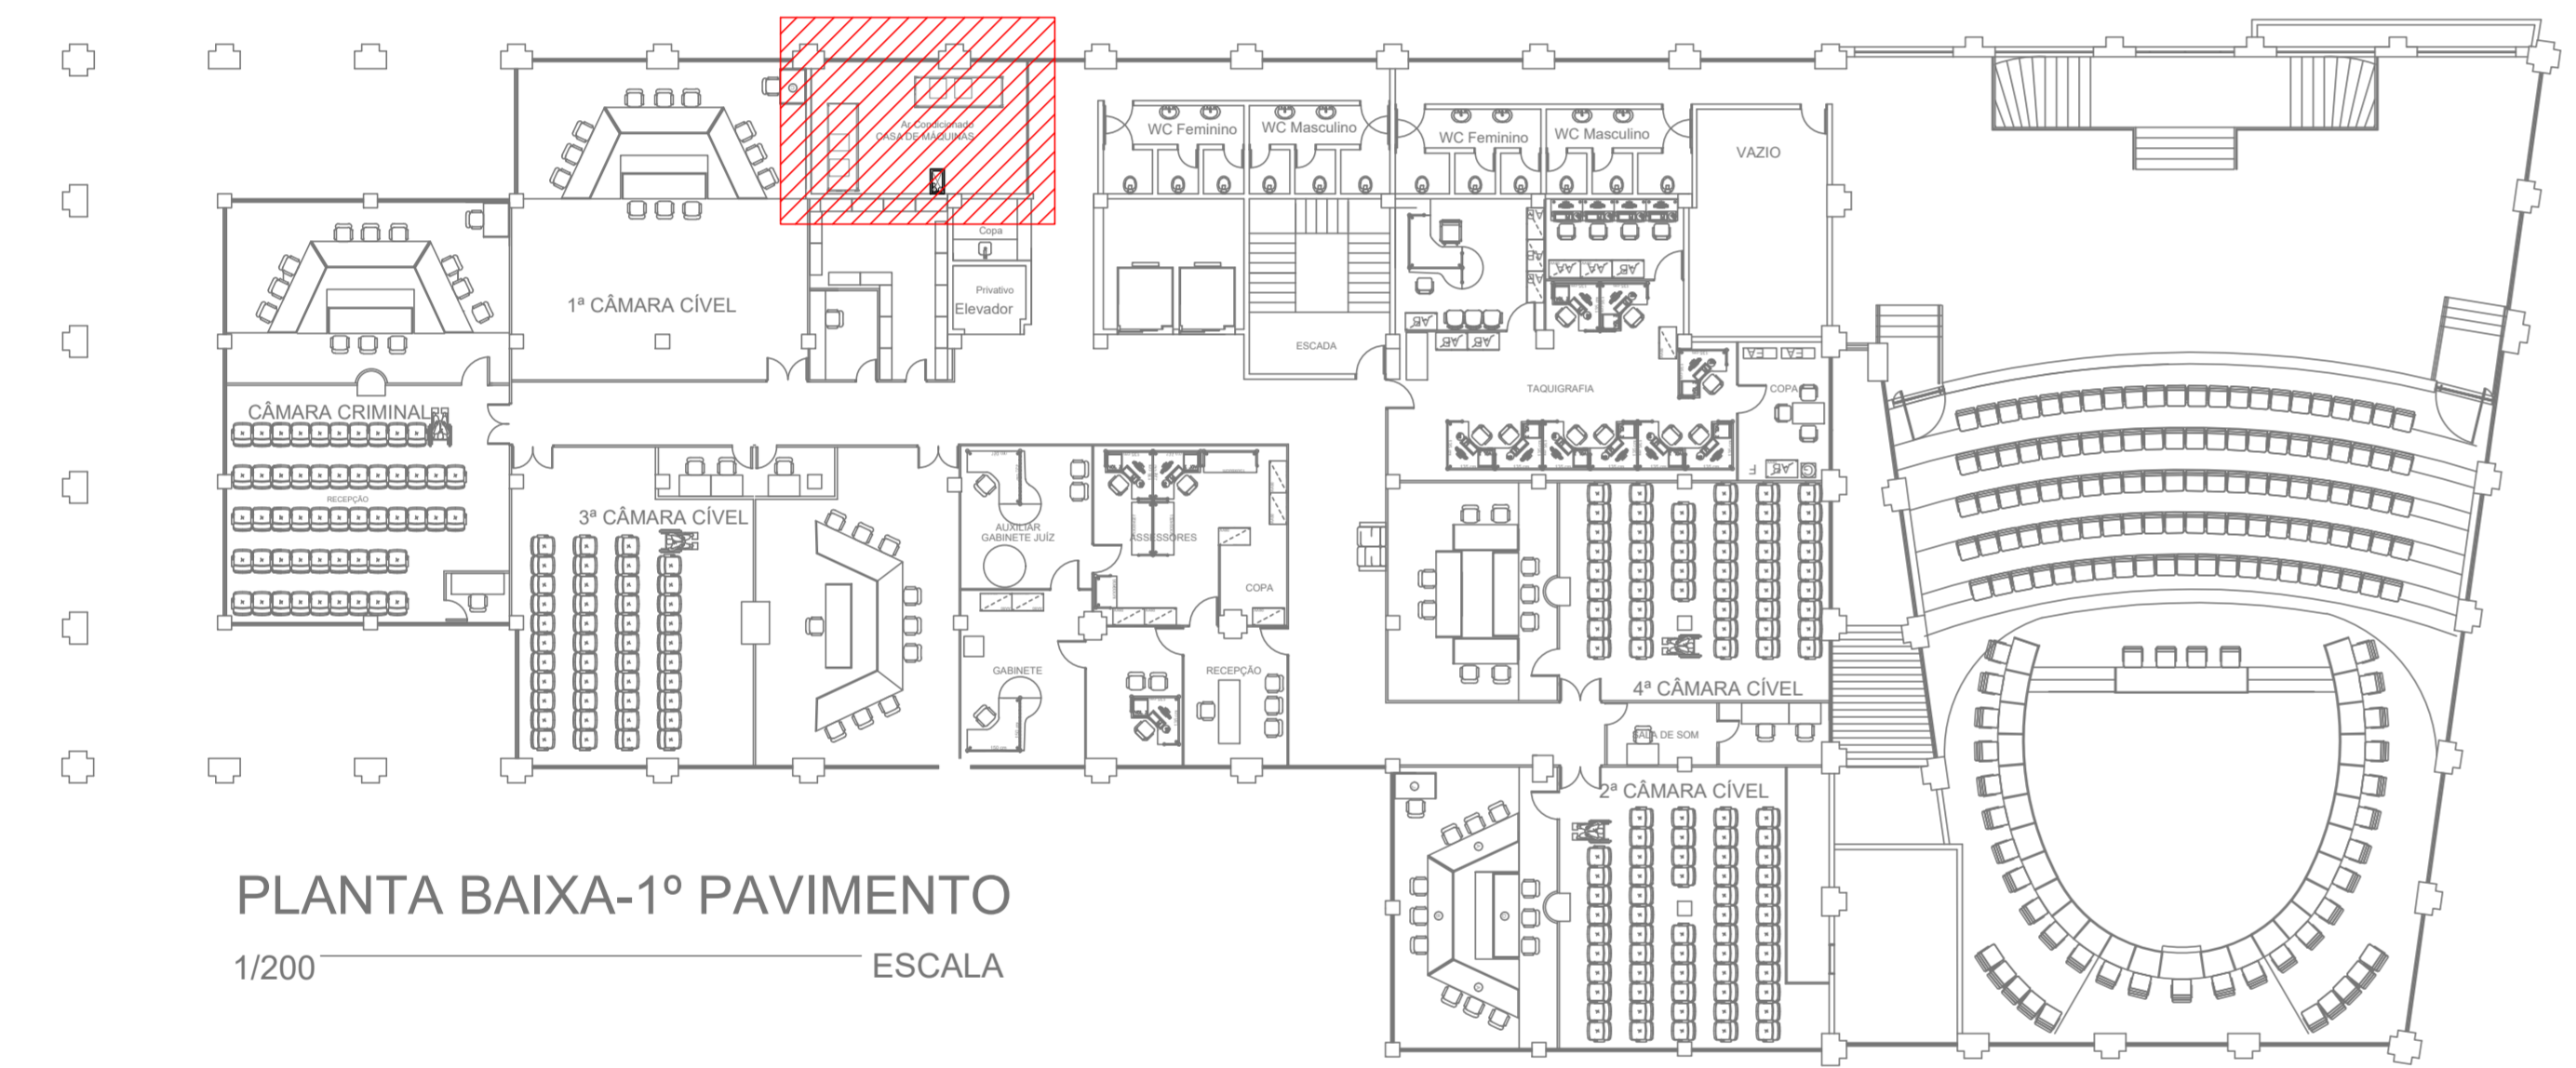 Ar Condicionado
CASA DE MÁQUINAS
WC Feminino
WC Masculino
WC Feminino
WC Masculino
VAZIO
Copa
Privativo
Elevador
1ª CÂMARA CÍVEL
ESCADA
TAQUIGRAFIA
COPA
CÂMARA CRIMINAL
RECEPÇÃO
3ª CÂMARA CÍVEL
AUXILIAR
GABINETE JUÍZ
ASSESSORES
COPA
GABINETE
RECEPÇÃO
4ª CÂMARA CÍVEL
SALA DE SOM
2ª CÂMARA CÍVEL
PLANTA BAIXA-1º PAVIMENTO
1/200 ESCALA